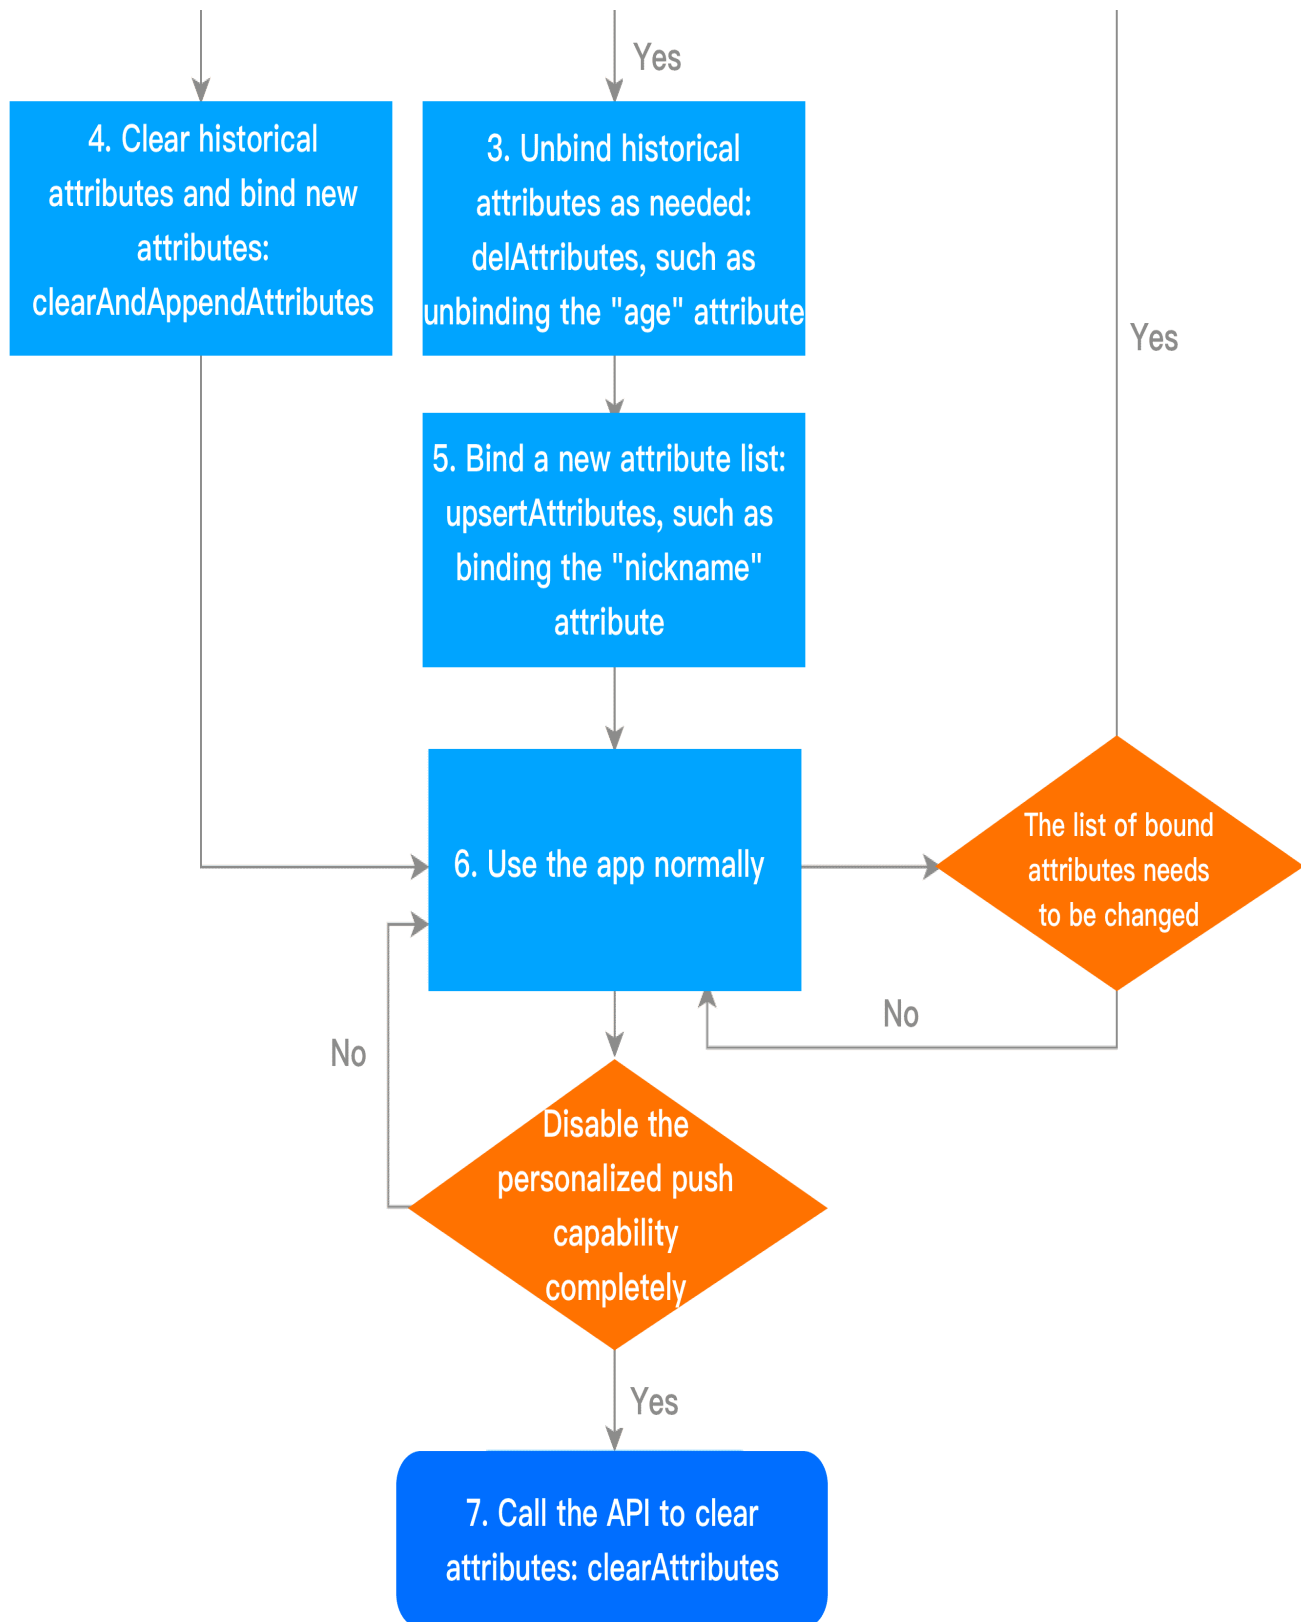 Yes
4. Clear historical
attributes and bind new
attributes:
clearAndAppendAttributes
3. Unbind historical
attributes as needed:
delAttributes, such as
unbinding the "age" attribute
Yes
5. Bind a new attribute list:
upsertAttributes, such as
binding the "nickname"
attribute
6. Use the app normally
The list of bound
attributes needs
to be changed
No
No
Disable the
personalized push
capability
completely
Yes
7. Call the API to clear
attributes: clearAttributes